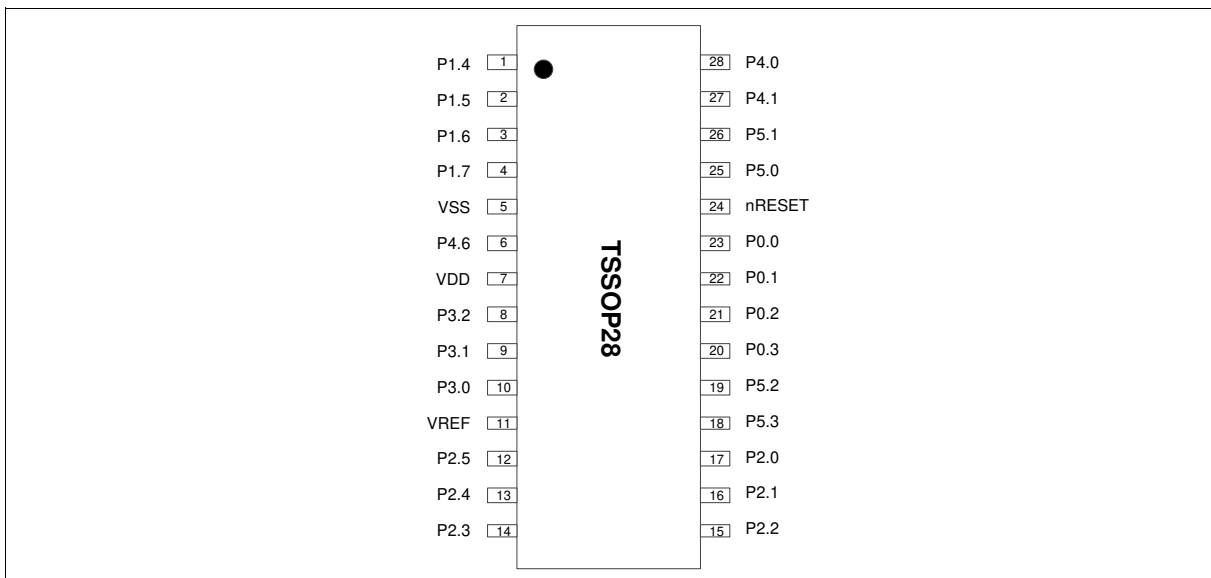 P1.4 1 28 P4.0
P1.5 2 27 P4.1
P1.6 3 26 P5.1
P1.7 4 25 P5.0
VSS 5 24 nRESET
P4.6 6 23 P0.0
VDD 7 22 P0.1
P3.2 8 21 P0.2
P3.1 9 20 P0.3
P3.0 10 19 P5.2
VREF 11 18 P5.3
P2.5 12 17 P2.0
P2.4 13 16 P2.1
P2.3 14 15 P2.2
TSSOP28